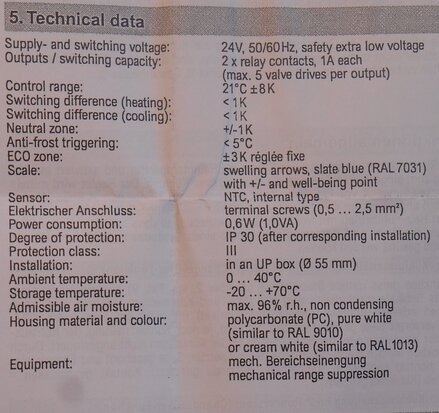 5. Technical data
Supply- and switching voltage: 24V, 50/60Hz, safety extra low voltage
Outputs / switching capacity: 2 x relay contacts, 1A each
(max. 5 valve drives per output)
Control range: 21°C ±8K
Switching difference (heating): < 1K
Switching difference (cooling): < 1K
Neutral zone: +/-1K
Anti-frost triggering: < 5°C
ECO zone: ±3K réglée fixe
Scale: swelling arrows, slate blue (RAL7031)
with +/- and well-being point
Sensor: NTC, internal type
Elektrischer Anschluss: terminal screws (0,5 ... 2,5 mm²)
Power consumption: 0,6W (1,0VA)
Degree of protection: IP 30 (after corresponding installation)
Protection class: III
Installation: in an UP box (Ø 55 mm)
Ambient temperature: 0 ... 40°C
Storage temperature: -20 ... +70°C
Admissible air moisture: max. 96% r.h., non condensing
Housing material and colour: polycarbonate (PC), pure white
(similar to RAL 9010)
or cream white (similar to RAL1013)
Equipment: mech. Bereichseinengung
mechanical range suppression